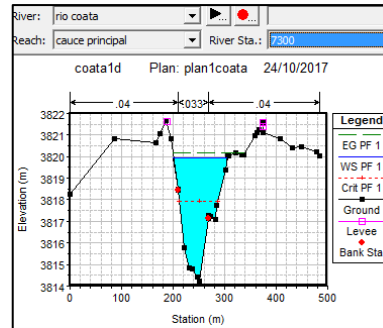 River: rio coata
Reach: cauce principal River Sta.: 7300
coata1d Plan: plan1coata 24/10/2017
.04 .033 .04
Legend
EG PF 1
WS PF 1
Crit PF 1
Ground
Levee
Bank Sta
Elevation (m)
3822
3821
3820
3819
3818
3817
3816
3815
3814
0 100 200 300 400 500
Station (m)